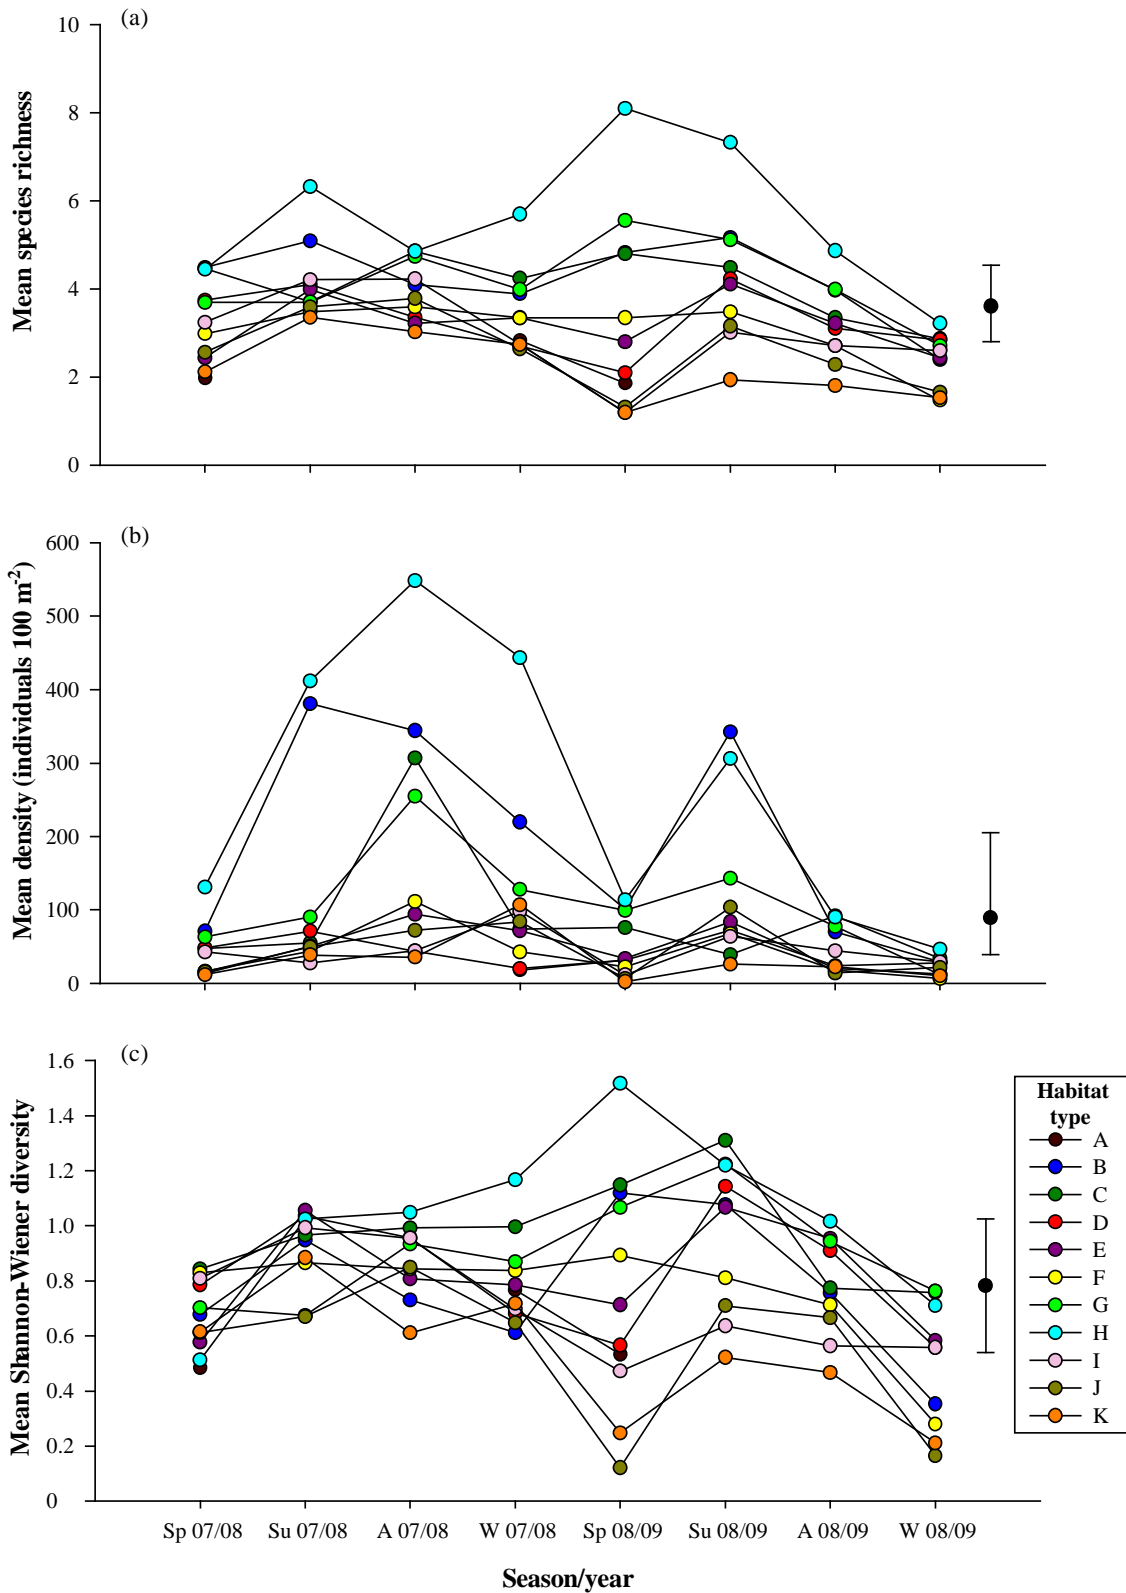 (a)
10
8
6
4
2
0
Mean species richness
(b)
600
500
400
300
200
100
0
Mean density (individuals 100 m⁻²)
(c)
1.6
1.4
1.2
1.0
0.8
0.6
0.4
0.2
0
Mean Shannon-Wiener diversity
Habitat
type
A
B
C
D
E
F
G
H
I
J
K
Sp 07/08 Su 07/08 A 07/08 W 07/08 Sp 08/09 Su 08/09 A 08/09 W 08/09
Season/year